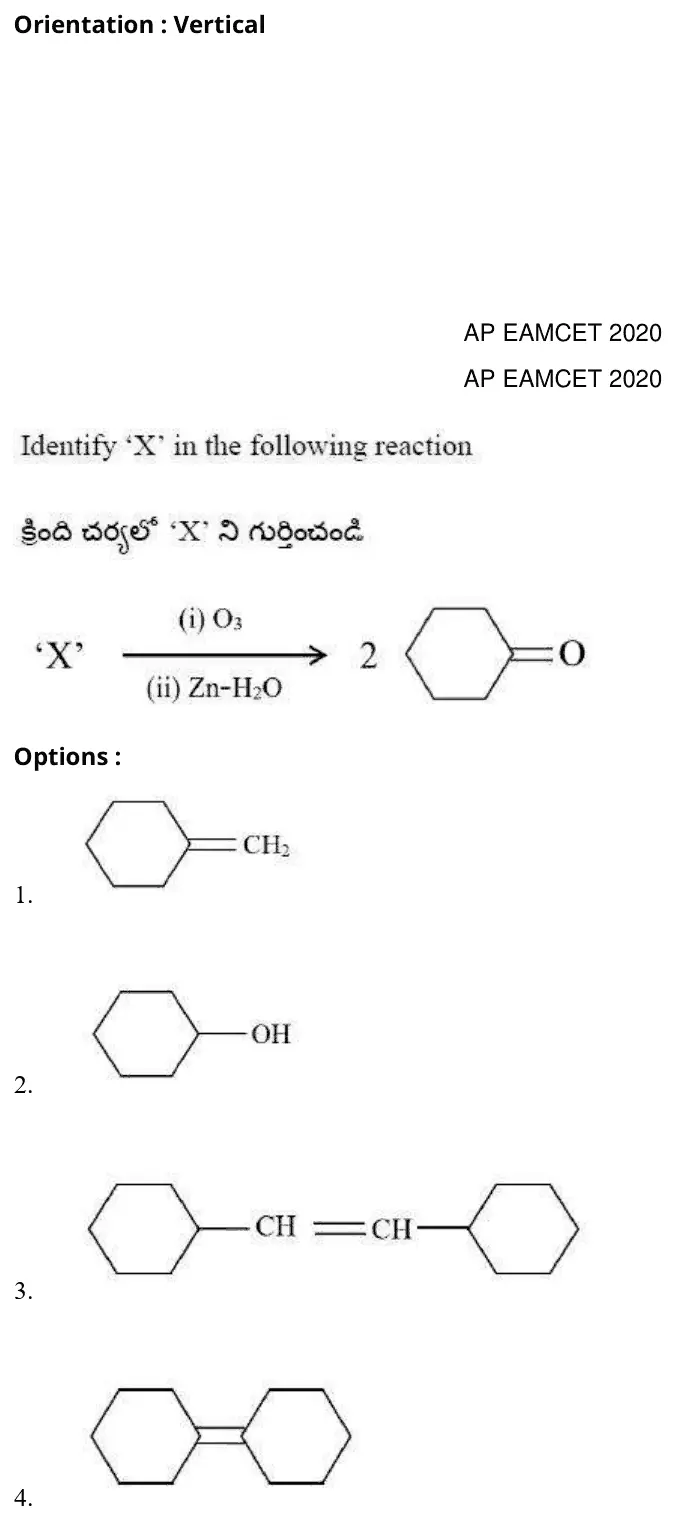 Orientation : Vertical
AP EAMCET 2020
AP EAMCET 2020
Identify ‘X’ in the following reaction
క్రింది చర్యలో ‘X’ ని గుర్తించండి
(i) O₃
‘X’ 2 O
(ii) Zn-H₂O
Options :
CH₂
1.
OH
2.
CH CH
3.
4.